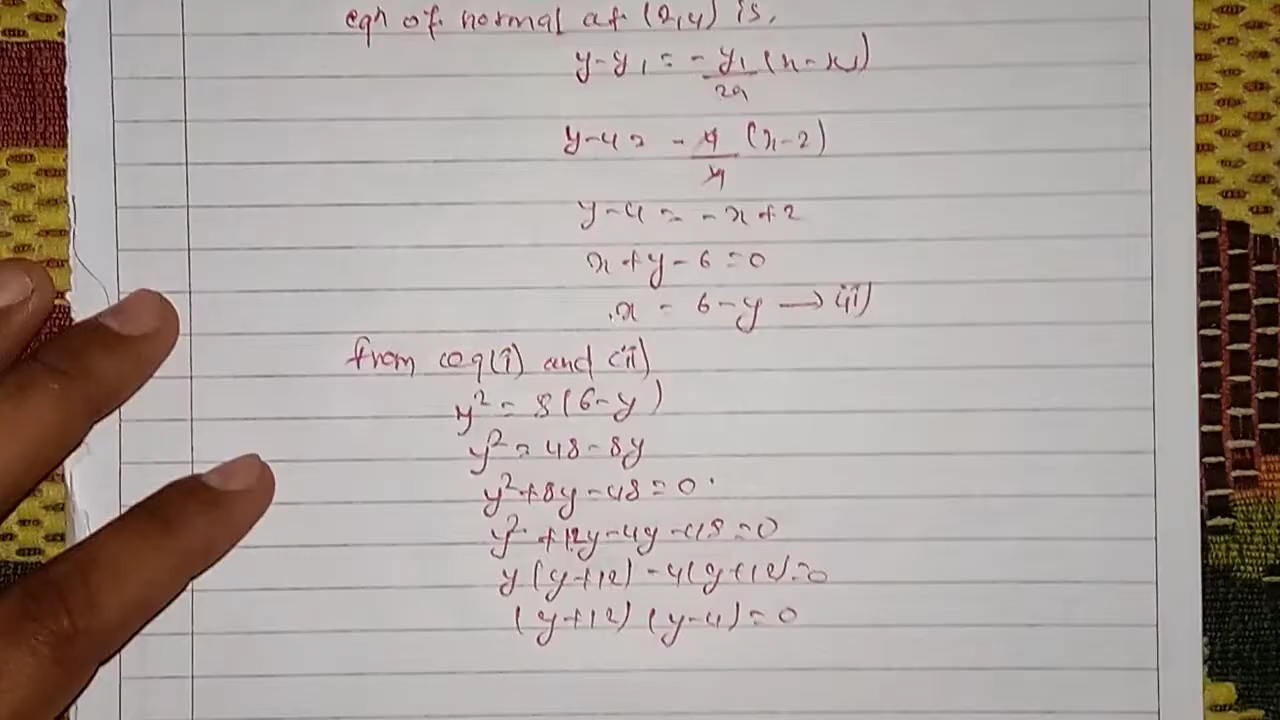 eqn of normal at (2,4) is,
y-y₁ = -y₁/2a (x-x₁)
y-4 = -4/4 (x-2)
y-4 = -x+2
x+y-6=0
x = 6-y → (ii)
from eq(i) and (ii)
y² = 8(6-y)
y² = 48-8y
y²+8y-48=0
y²+12y-4y-48=0
y(y+12)-4(y+12)=0
(y+12)(y-4)=0